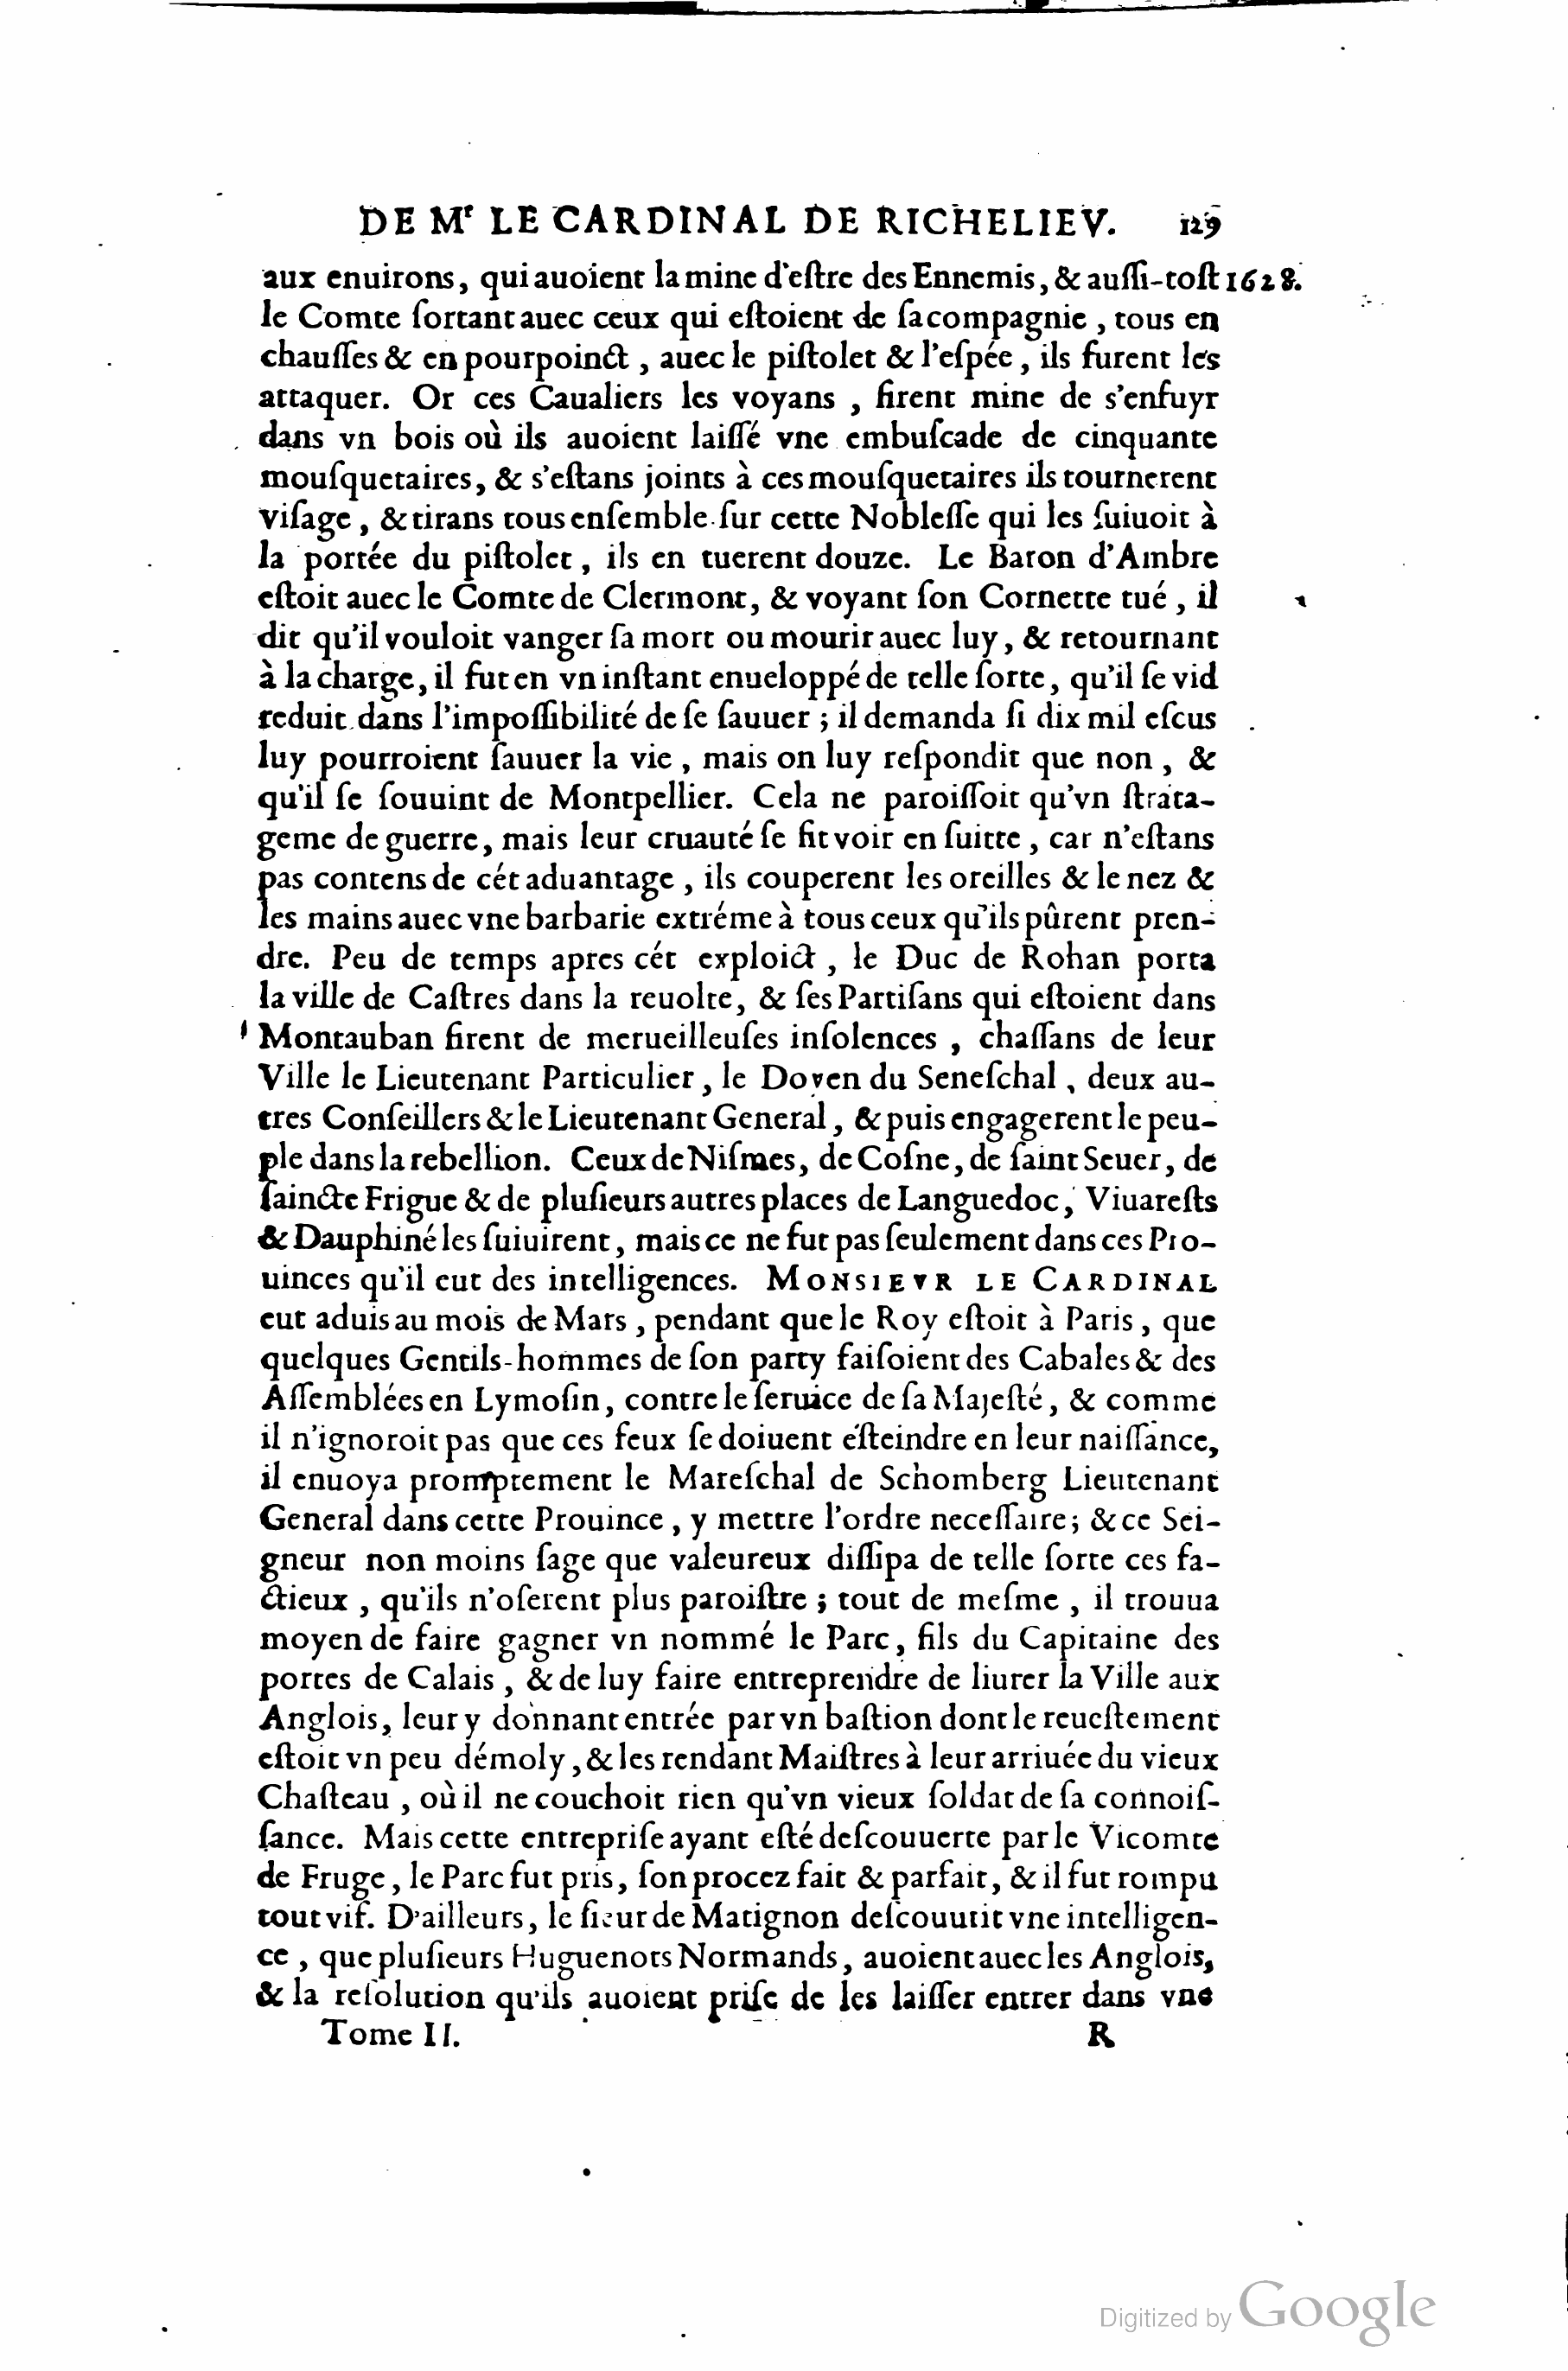 DE Mr LE CARDINAL DE RICHELIEV. 129
aux enuirons, qui auoient la mine d'eſtre des Ennemis, & auſſi-toſt 1628.
le Comte ſortant auec ceux qui eſtoient de ſa compagnie, tous en
chauſſes & en pourpoinct, auec le piſtolet & l'eſpée, ils furent les
attaquer. Or ces Caualiers les voyans, firent mine de s'enfuyr
dans vn bois où ils auoient laiſſé vne embuſcade de cinquante
mouſquetaires, & s'eſtans joints à ces mouſquetaires ils tournerent
viſage, & tirans tous enſemble ſur cette Nobleſſe qui les ſuiuoit à
la portée du piſtolet, ils en tuerent douze. Le Baron d'Ambre
eſtoit auec le Comte de Clermont, & voyant ſon Cornette tué, il
dit qu'il vouloit vanger ſa mort ou mourir auec luy, & retournant
à la charge, il fut en vn inſtant enueloppé de telle ſorte, qu'il ſe vid
reduit dans l'impoſſibilité de ſe ſauuer ; il demanda ſi dix mil eſcus
luy pourroient ſauuer la vie, mais on luy reſpondit que non, &
qu'il ſe ſouuint de Montpellier. Cela ne paroiſſoit qu'vn ſtrata-
geme de guerre, mais leur cruauté ſe fit voir en ſuitte, car n'eſtans
pas contens de cét aduantage, ils couperent les oreilles & le nez &
les mains auec vne barbarie extréme à tous ceux qu'ils pûrent pren-
dre. Peu de temps apres cét exploict, le Duc de Rohan porta
la ville de Caſtres dans la reuolte, & ſes Partiſans qui eſtoient dans
Montauban firent de merueilleuſes inſolences, chaſſans de leur
Ville le Lieutenant Particulier, le Doyen du Seneſchal, deux au-
tres Conſeillers & le Lieutenant General, & puis engagerent le peu-
ple dans la rebellion. Ceux de Niſmes, de Coſne, de ſaint Seuer, de
ſaincte Frigue & de pluſieurs autres places de Languedoc, Viuareſts
& Dauphiné les ſuiuirent, mais ce ne fut pas ſeulement dans ces Pro-
uinces qu'il eut des intelligences. MONSIEVR LE CARDINAL
eut aduis au mois de Mars, pendant que le Roy eſtoit à Paris, que
quelques Gentils-hommes de ſon party faiſoient des Cabales & des
Aſſemblées en Lymoſin, contre le ſeruice de ſa Majeſté, & comme
il n'ignoroit pas que ces feux ſe doiuent eſteindre en leur naiſſance,
il enuoya promptement le Mareſchal de Schomberg Lieutenant
General dans cette Prouince, y mettre l'ordre neceſſaire; & ce Sei-
gneur non moins ſage que valeureux diſſipa de telle ſorte ces fa-
ctieux, qu'ils n'oſerent plus paroiſtre ; tout de meſme, il trouua
moyen de faire gagner vn nommé le Parc, fils du Capitaine des
portes de Calais, & de luy faire entreprendre de liurer la Ville aux
Anglois, leur y donnant entrée par vn baſtion dont le reueſtement
eſtoit vn peu démoly, & les rendant Maiſtres à leur arriuée du vieux
Chaſteau, où il ne couchoit rien qu'vn vieux ſoldat de ſa connoiſ-
ſance. Mais cette entrepriſe ayant eſté deſcouuerte par le Vicomte
de Fruge, le Parc fut pris, ſon procez fait & parfait, & il fut rompu
tout vif. D'ailleurs, le ſieur de Matignon deſcouurit vne intelligen-
ce, que pluſieurs Huguenots Normands, auoient auec les Anglois,
& la reſolution qu'ils auoient priſe de les laiſſer entrer dans vne
Tome II. R
Digitized by Google